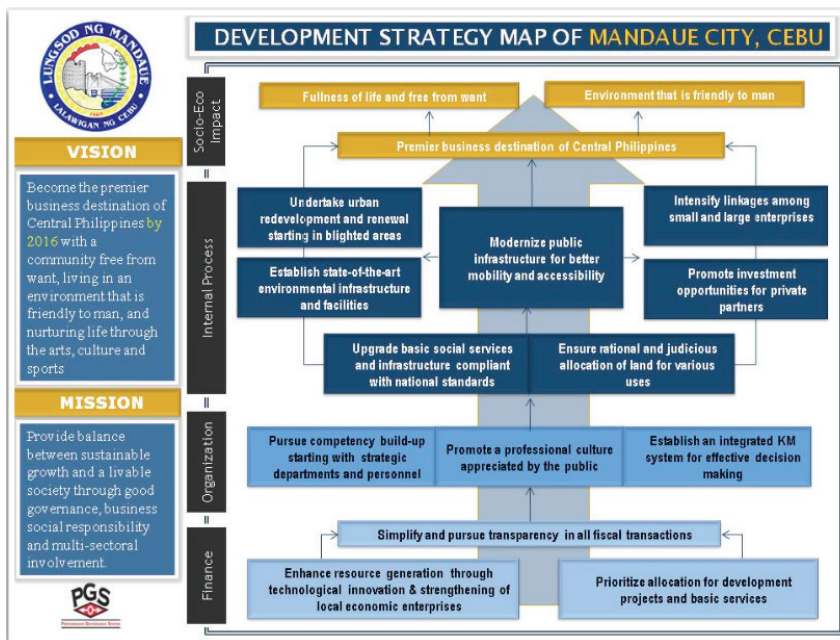 LUNGSOD NG MANDAUE
LALAWIGAN NG CEBU
DEVELOPMENT STRATEGY MAP OF MANDAUE CITY, CEBU
VISION
Become the premier
business destination of
Central Philippines by
2016 with a
community free from
want, living in an
environment that is
friendly to man, and
nurturing life through
the arts, culture and
sports
MISSION
Provide balance
between sustainable
growth and a livable
society through good
governance, business
social responsibility
and multi-sectoral
involvement.
PGS
PERFORMANCE GOVERNANCE SYSTEM
Socio-Eco
Impact
Fullness of life and free from want
Environment that is friendly to man
Premier business destination of Central Philippines
Internal Process
Undertake urban
redevelopment and renewal
starting in blighted areas
Establish state-of-the-art
environmental infrastructure
and facilities
Modernize public
infrastructure for better
mobility and accessibility
Intensify linkages among
small and large enterprises
Promote investment
opportunities for private
partners
Upgrade basic social services
and infrastructure compliant
with national standards
Ensure rational and judicious
allocation of land for various
uses
Organization
Pursue competency build-up
starting with strategic
departments and personnel
Promote a professional culture
appreciated by the public
Establish an integrated KM
system for effective decision
making
Finance
Simplify and pursue transparency in all fiscal transactions
Enhance resource generation through
technological innovation & strengthening of
local economic enterprises
Prioritize allocation for development
projects and basic services